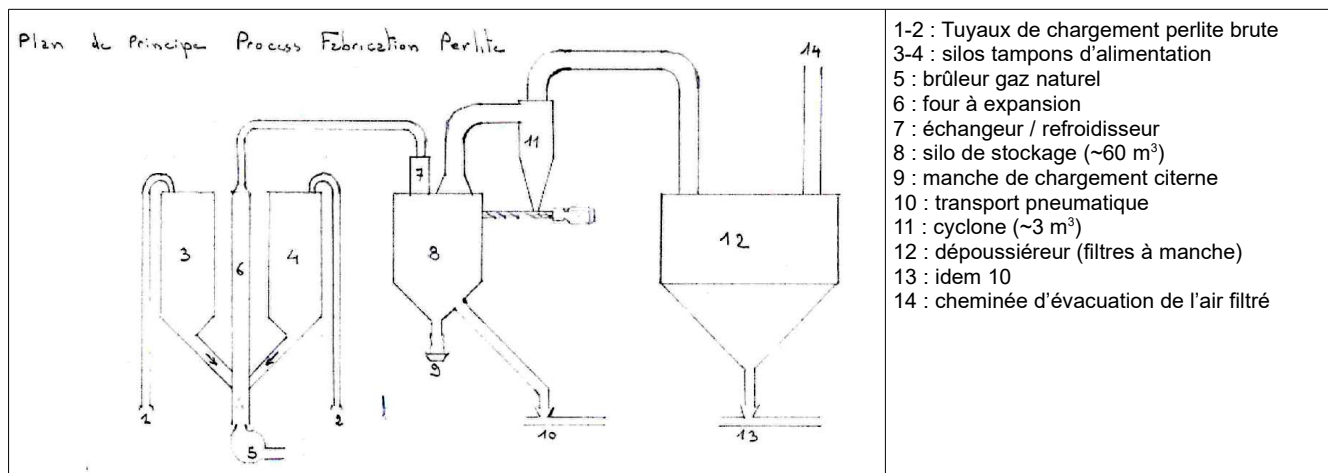 Plan de Principe Process Fabrication Perlite
14
11
7
3
6
4
8
12
9
1
2
5
10
13
1-2 : Tuyaux de chargement perlite brute
3-4 : silos tampons d'alimentation
5 : brûleur gaz naturel
6 : four à expansion
7 : échangeur / refroidisseur
8 : silo de stockage (~60 m³)
9 : manche de chargement citerne
10 : transport pneumatique
11 : cyclone (~3 m³)
12 : dépoussiéreur (filtres à manche)
13 : idem 10
14 : cheminée d'évacuation de l'air filtré